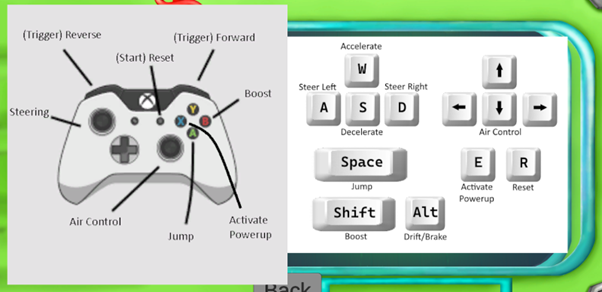 (Trigger) Reverse
(Trigger) Forward
(Start) Reset
Boost
Steering
Y
X
B
A
Air Control
Jump
Activate
Powerup
Accelerate
W
Steer Left
Steer Right
A
S
D
Decelerate
Air Control
Space
Jump
E
R
Activate
Powerup
Reset
Shift
Alt
Boost
Drift/Brake
Back